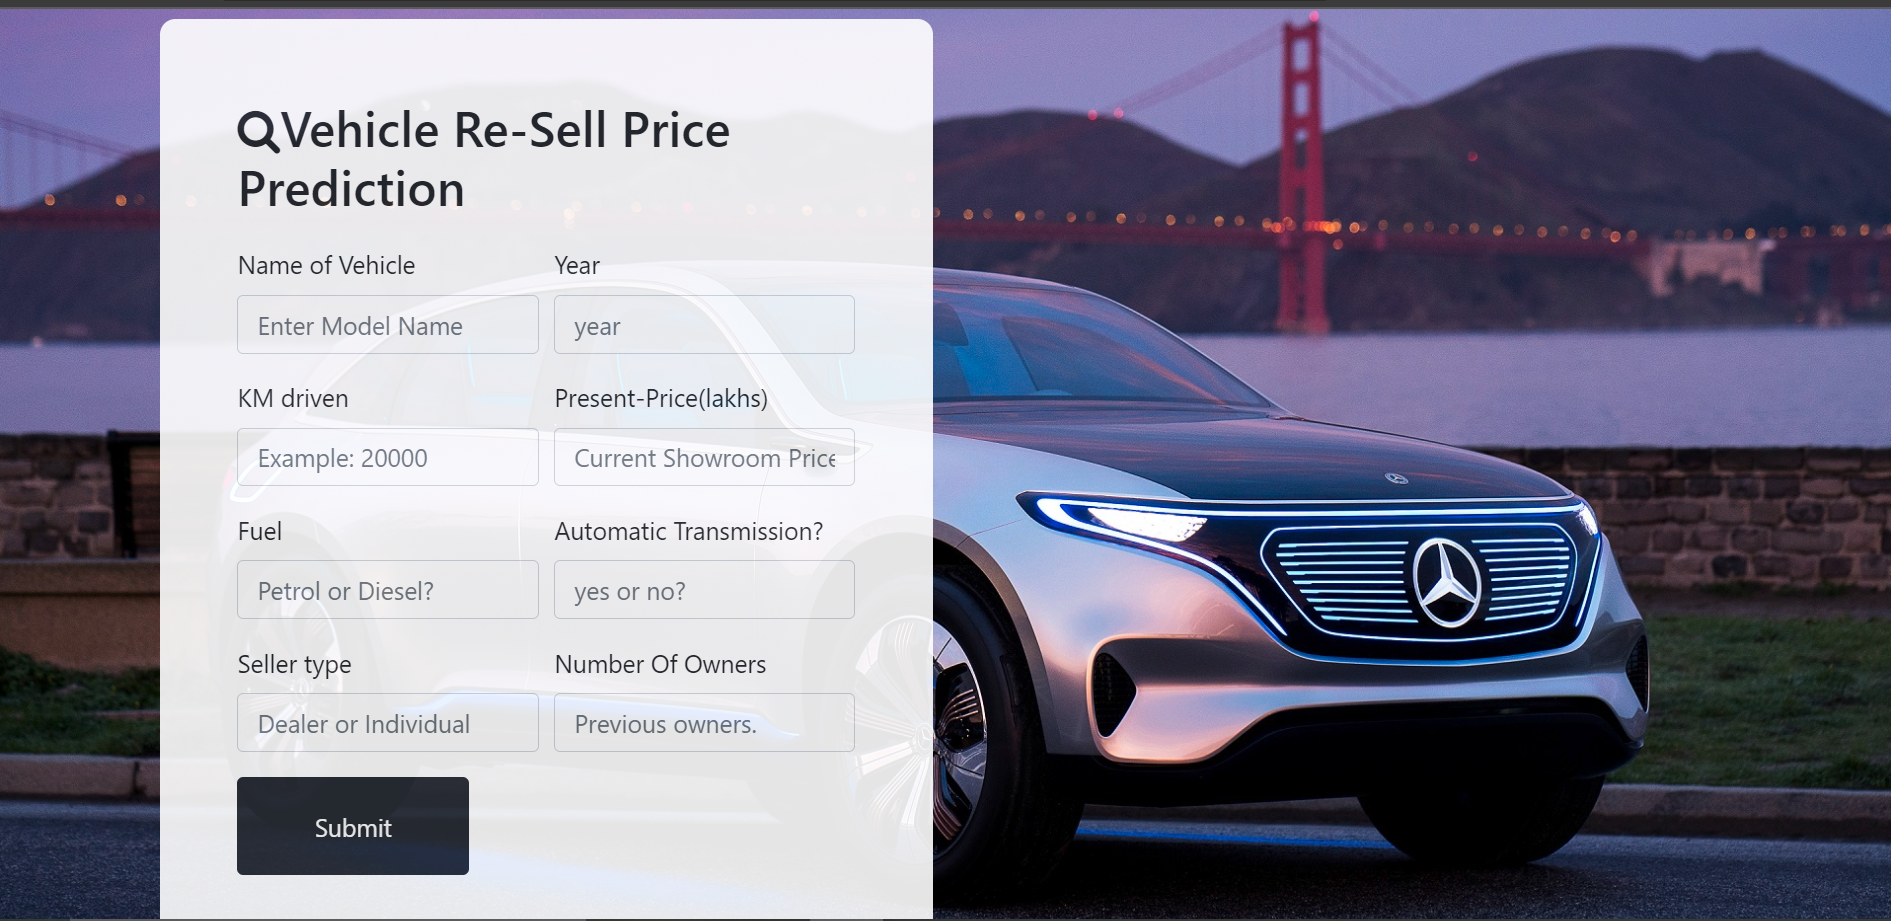 Vehicle Re-Sell Price
Prediction
Name of Vehicle
Year
Enter Model Name
year
KM driven
Present-Price(lakhs)
Example: 20000
Current Showroom Price
Fuel
Automatic Transmission?
Petrol or Diesel?
yes or no?
Seller type
Number Of Owners
Dealer or Individual
Previous owners.
Submit